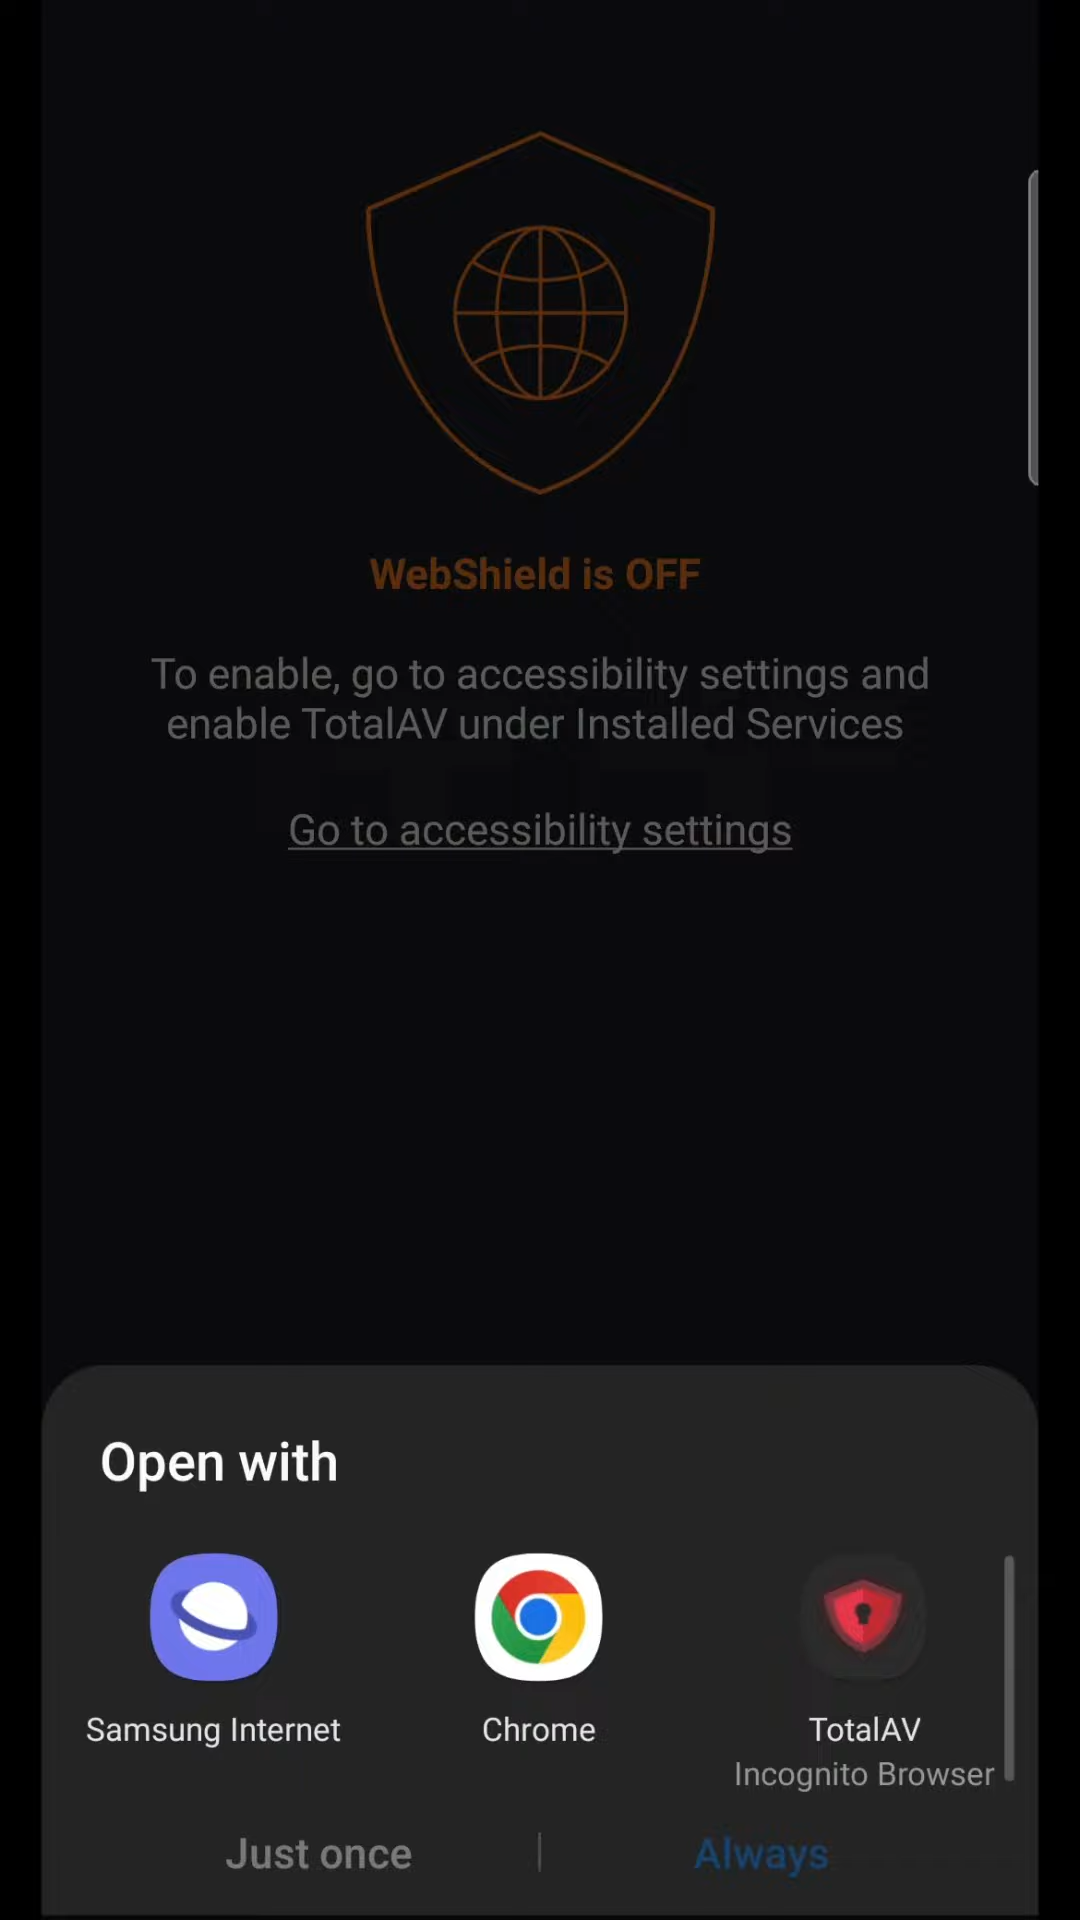 WebShield is OFF
To enable, go to accessibility settings and
enable TotalAV under Installed Services
Go to accessibility settings
Open with
Samsung Internet
Chrome
TotalAV
Incognito Browser
Just once
Always